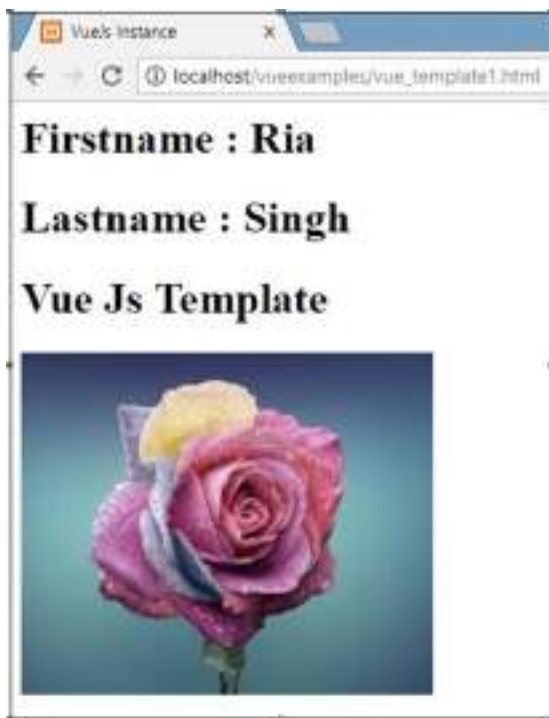 VueJs Instance
localhost/vueexamples/vue_template1.html
Firstname : Ria
Lastname : Singh
Vue Js Template